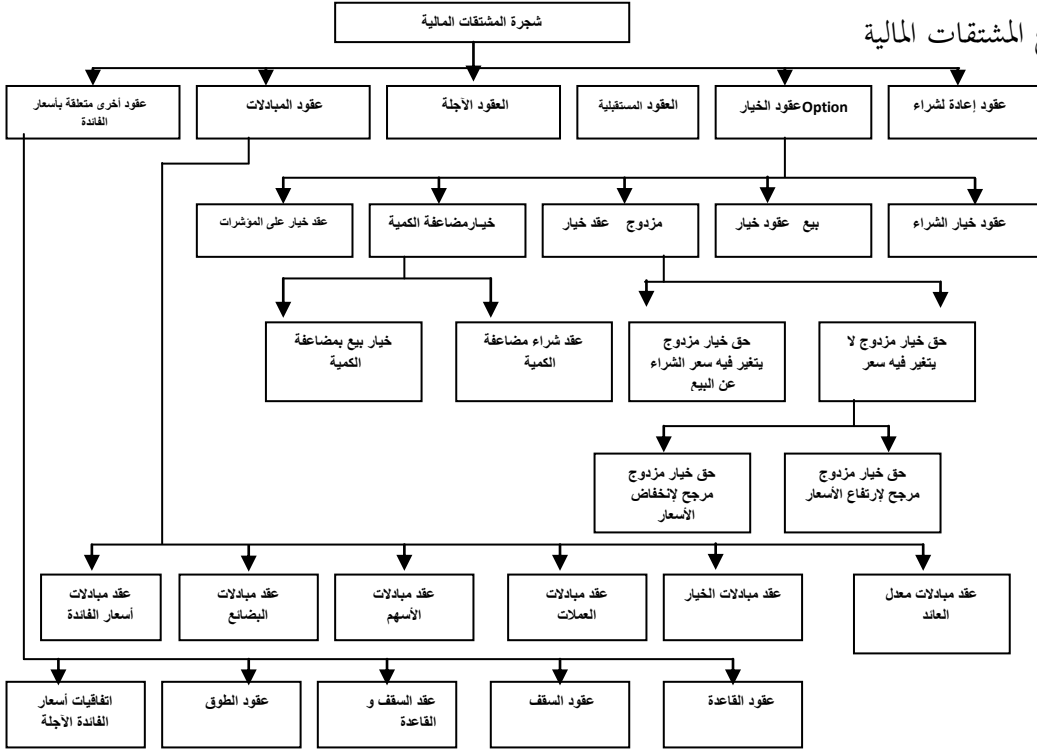 المشتقات المالية
شجرة المشتقات المالية
عقود إعادة لشراء
Optionعقود الخيار
العقود المستقبلية
العقود الآجلة
عقود المبادلات
عقود أخرى متعلقة بأسعار
الفائدة
عقود خيار الشراء
بيع عقود خيار
مزدوج عقد خيار
خيارمضاعفة الكمية
عقد خيار على المؤشرات
حق خيار مزدوج لا
يتغير فيه سعر
حق خيار مزدوج
يتغير فيه سعر الشراء
عن البيع
عقد شراء مضاعفة
الكمية
خيار بيع بمضاعفة
الكمية
حق خيار مزدوج
مرجح لإرتفاع الأسعار
حق خيار مزدوج
مرجح لإنخفاض
الأسعار
عقد مبادلات معدل
العائد
عقد مبادلات الخيار
عقد مبادلات
العملات
عقد مبادلات
الأسهم
عقد مبادلات
البضائع
عقد مبادلات
أسعار الفائدة
عقود القاعدة
عقود السقف
عقد السقف و
القاعدة
عقود الطوق
اتفاقيات أسعار
الفائدة الآجلة